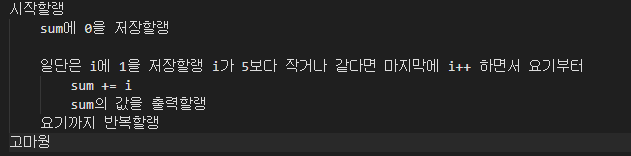 시작할랭
sum에 0을 저장할랭
일단은 i에 1을 저장할랭 i가 5보다 작거나 같다면 마지막에 i++ 하면서 요기부터
sum += i
sum의 값을 출력할랭
요기까지 반복할랭
고마웡